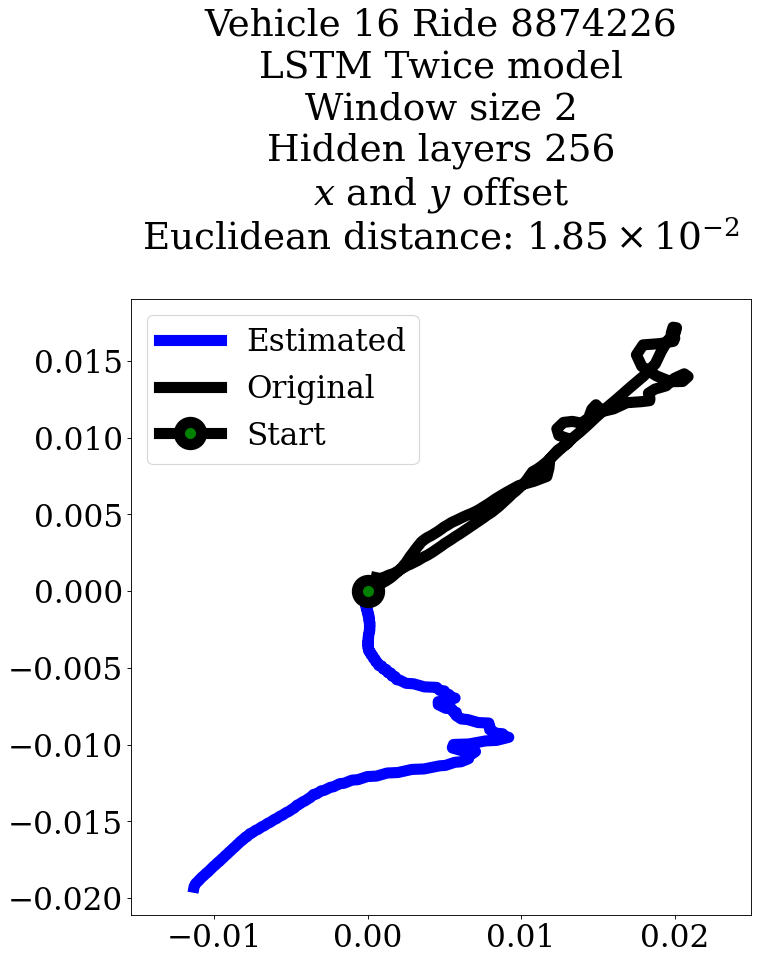 Vehicle 16 Ride 8874226
LSTM Twice model
Window size 2
Hidden layers 256
x and y offset
Euclidean distance: 1.85 × 10⁻²
Estimated
Original
Start
0.015
0.010
0.005
0.000
−0.005
−0.010
−0.015
−0.020
−0.01 0.00 0.01 0.02